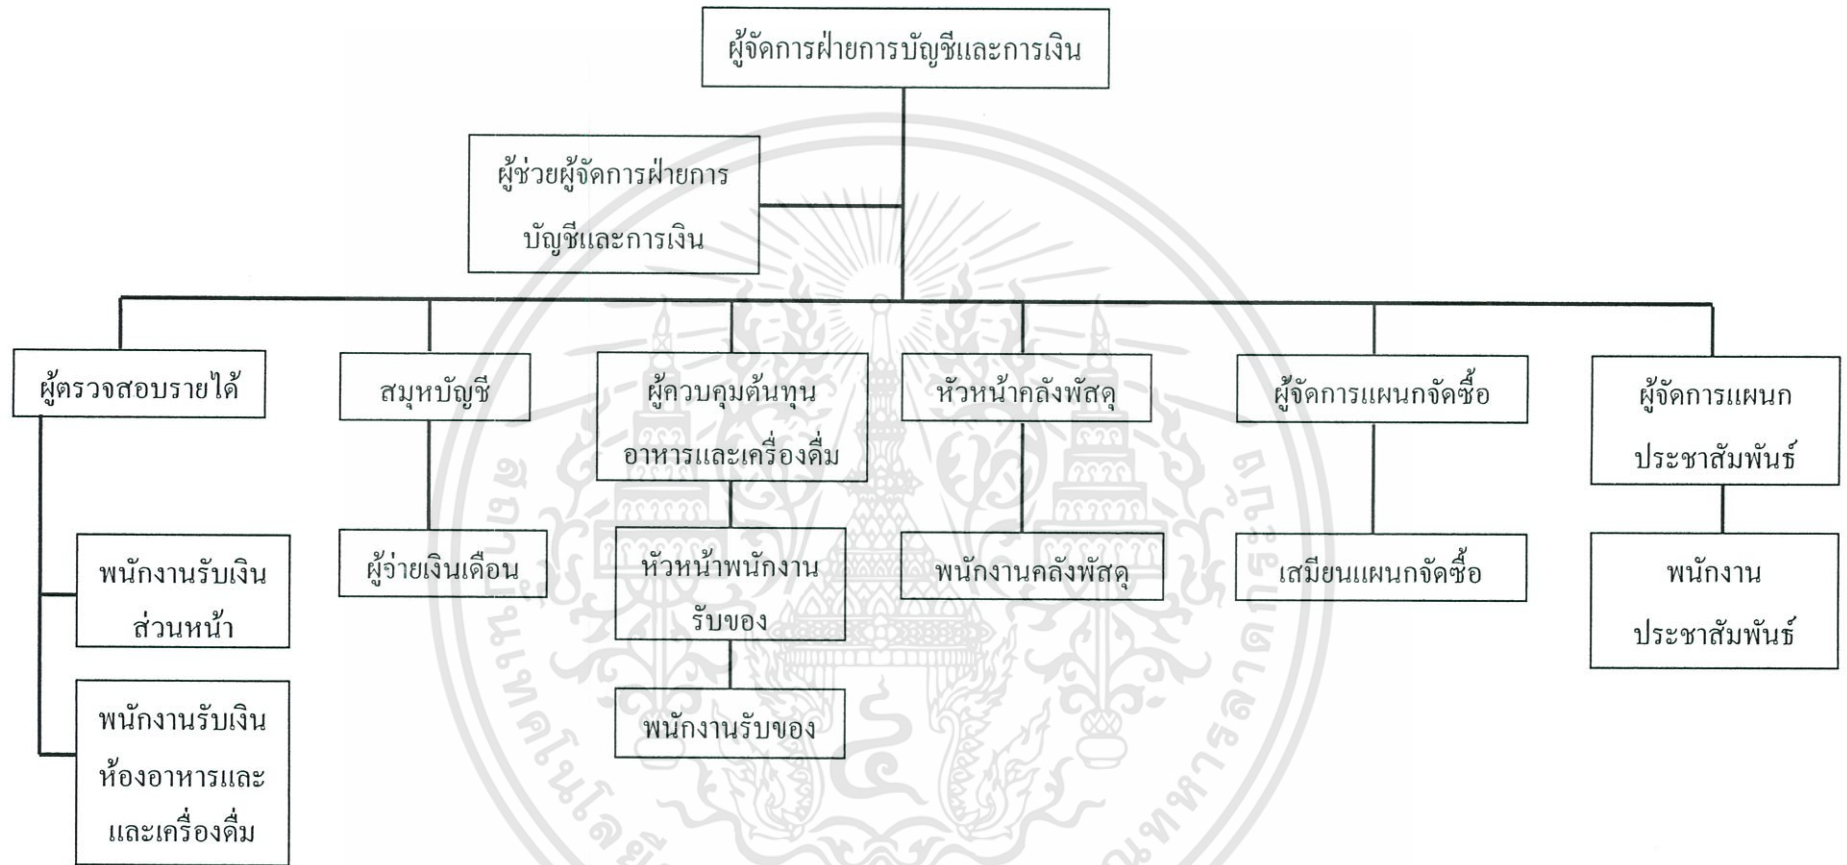 ผู้จัดการฝ่ายการบัญชีและการเงิน
ผู้ช่วยผู้จัดการฝ่ายการ
บัญชีและการเงิน
ผู้ตรวจสอบรายได้
สมุหบัญชี
ผู้ควบคุมต้นทุน
อาหารและเครื่องดื่ม
หัวหน้าคลังพัสดุ
ผู้จัดการแผนกจัดซื้อ
ผู้จัดการแผนก
ประชาสัมพันธ์
พนักงานรับเงิน
ส่วนหน้า
ผู้จ่ายเงินเดือน
หัวหน้าพนักงาน
รับของ
พนักงานคลังพัสดุ
เสมียนแผนกจัดซื้อ
พนักงาน
ประชาสัมพันธ์
พนักงานรับเงิน
ห้องอาหารและ
และเครื่องดื่ม
พนักงานรับของ